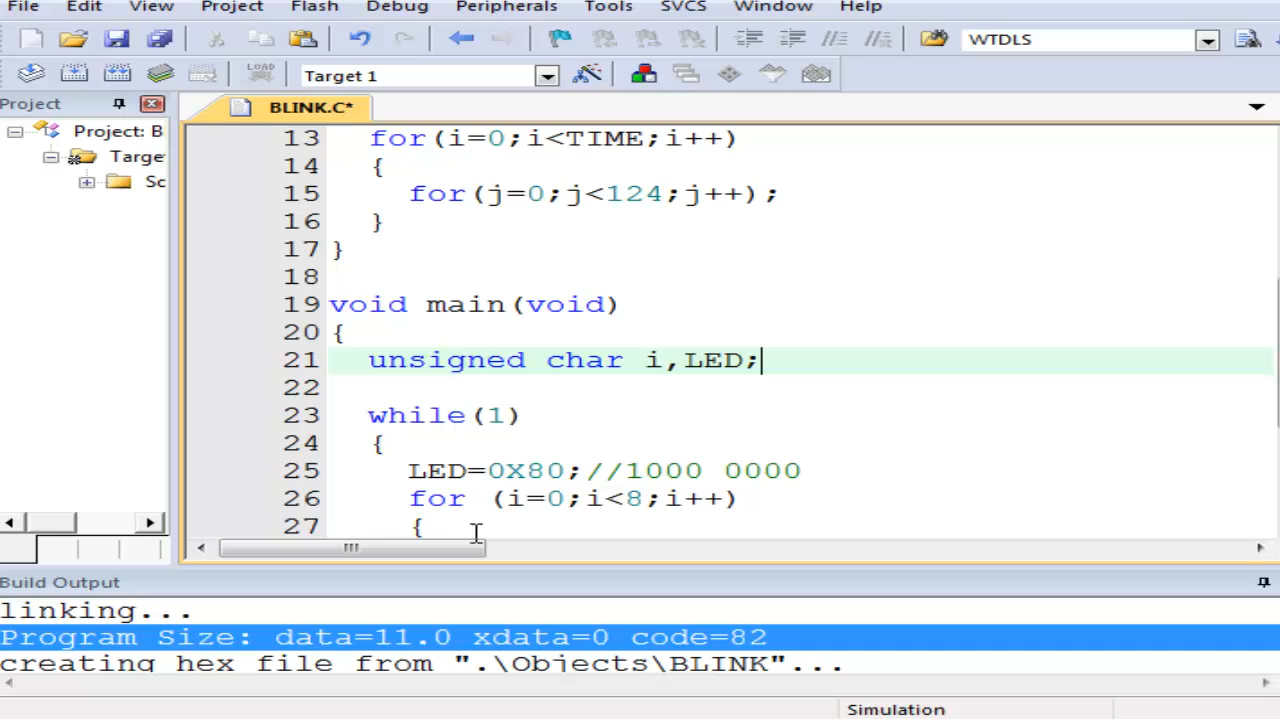 File Edit View Project Flash Debug Peripherals Tools SVCS Window Help
LOAD Target 1 WTDLS
Project
BLINK.C*
Project: B
Targe
Sc
13 for(i=0;i<TIME;i++)
14 {
15 for(j=0;j<124;j++);
16 }
17 }
18
19 void main(void)
20 {
21 unsigned char i,LED;
22
23 while(1)
24 {
25 LED=0X80;//1000 0000
26 for (i=0;i<8;i++)
27 {
Build Output
linking...
Program Size: data=11.0 xdata=0 code=82
creating hex file from ".\Objects\BLINK"...
Simulation